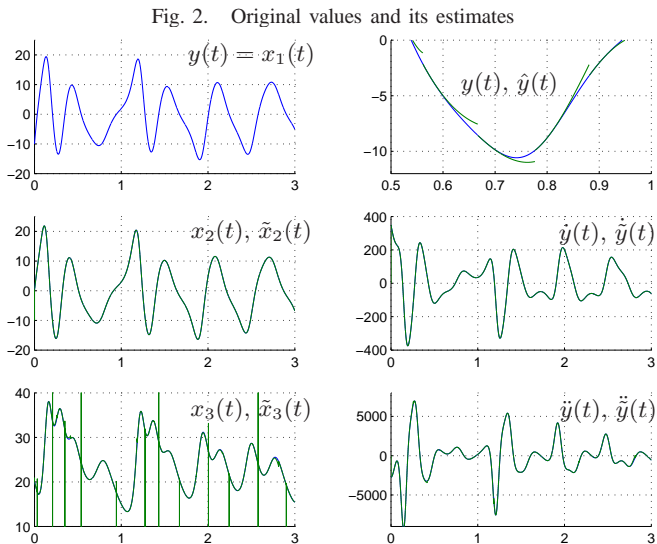 Fig. 2. Original values and its estimates
y(t) = x₁(t)
20
10
0
−10
−20
0 1 2 3
y(t), ŷ(t)
0
−5
−10
0.5 0.6 0.7 0.8 0.9 1
x₂(t), x̃₂(t)
20
10
0
−10
−20
0 1 2 3
ẏ(t), ẏ̃(t)
400
200
0
−200
−400
0 1 2 3
x₃(t), x̃₃(t)
40
30
20
10
0 1 2 3
ÿ(t), ÿ̃(t)
5000
0
−5000
0 1 2 3